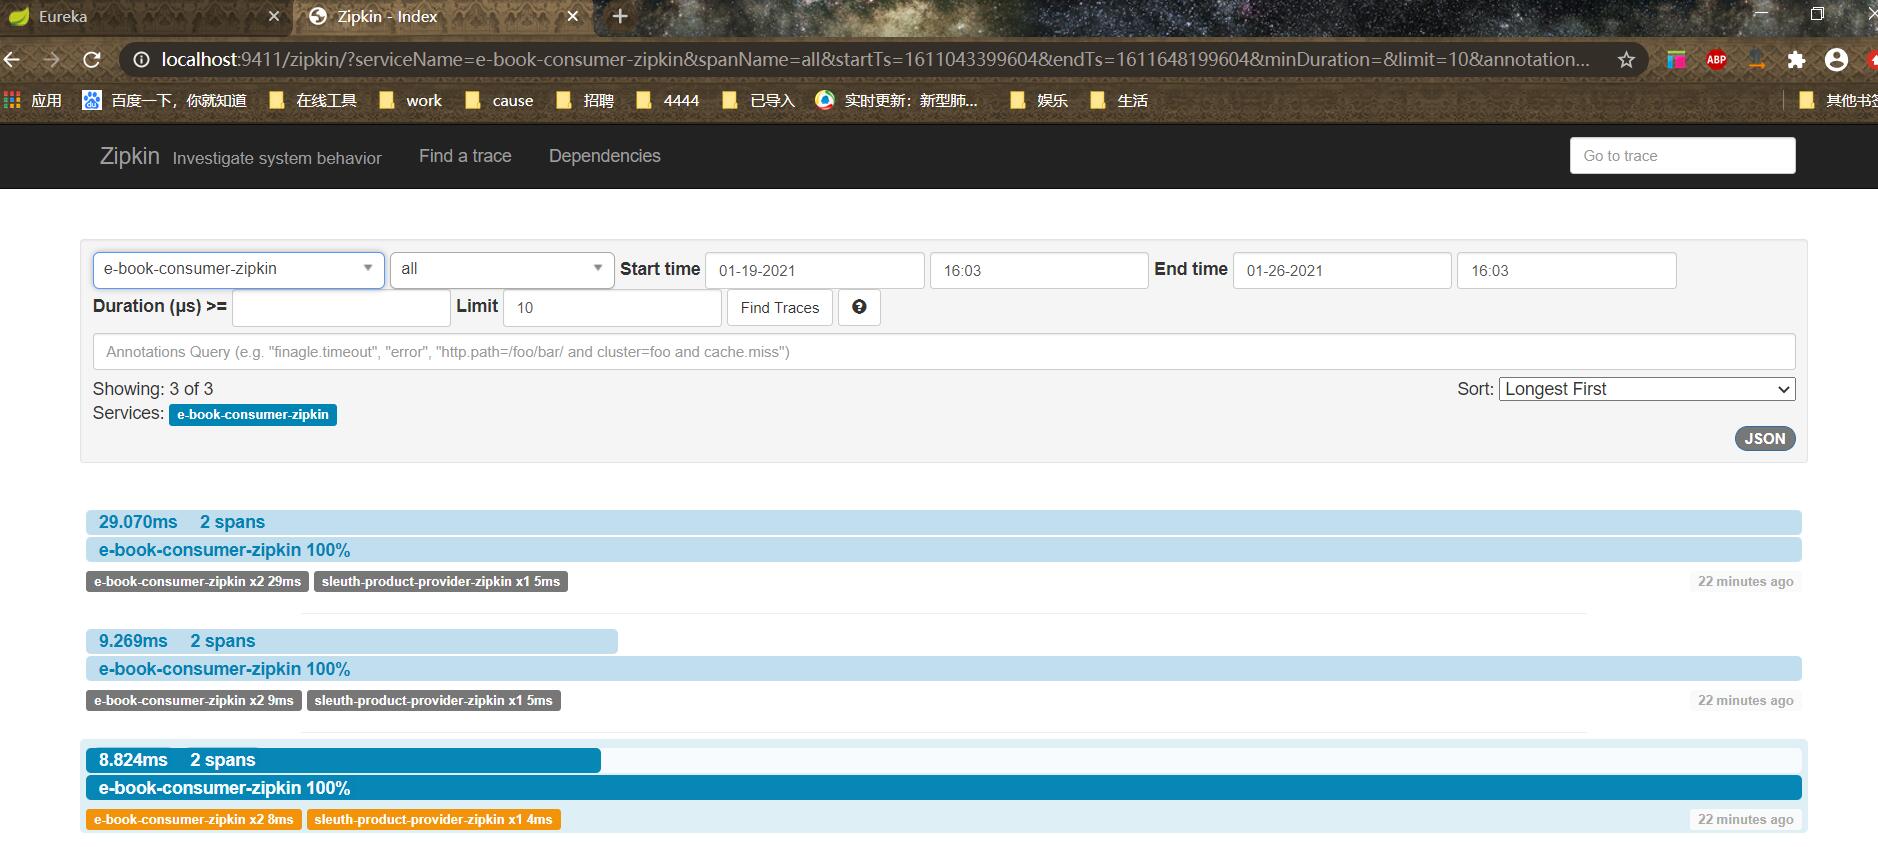 Eureka
Zipkin - Index
localhost:9411/zipkin/?serviceName=e-book-consumer-zipkin&spanName=all&startTs=1611043399604&endTs=1611648199604&minDuration=&limit=10&annotation...
ABP
应用 百度一下，你就知道 在线工具 work cause 招聘 4444 已导入 实时更新：新型肺... 娱乐 生活 其他书签
Zipkin Investigate system behavior Find a trace Dependencies Go to trace
e-book-consumer-zipkin all Start time 01-19-2021 16:03 End time 01-26-2021 16:03
Duration (μs) >= Limit 10 Find Traces
Annotations Query (e.g. "finagle.timeout", "error", "http.path=/foo/bar/ and cluster=foo and cache.miss")
Showing: 3 of 3 Sort: Longest First
Services: e-book-consumer-zipkin
JSON
29.070ms 2 spans
e-book-consumer-zipkin 100%
e-book-consumer-zipkin x2 29ms sleuth-product-provider-zipkin x1 5ms 22 minutes ago
9.269ms 2 spans
e-book-consumer-zipkin 100%
e-book-consumer-zipkin x2 9ms sleuth-product-provider-zipkin x1 5ms 22 minutes ago
8.824ms 2 spans
e-book-consumer-zipkin 100%
e-book-consumer-zipkin x2 8ms sleuth-product-provider-zipkin x1 4ms 22 minutes ago